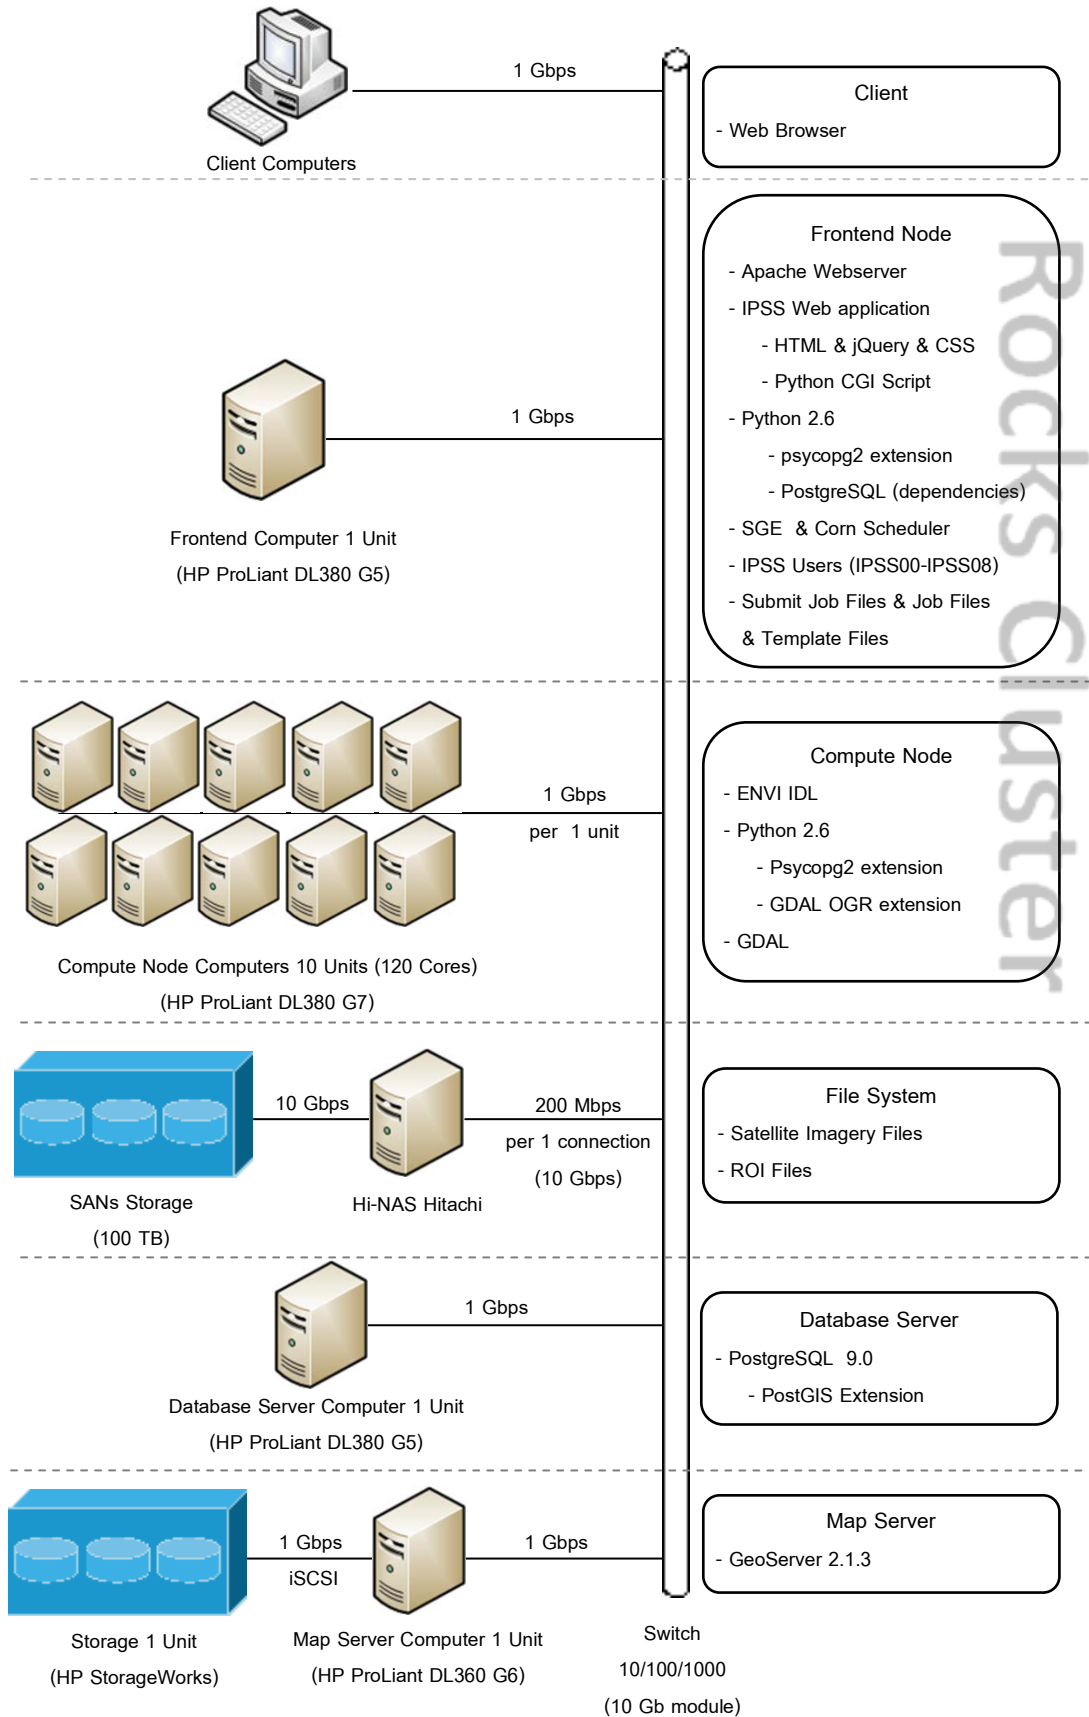 1 Gbps
Client Computers
Client
- Web Browser
Rocks Cluster
Frontend Node
- Apache Webserver
- IPSS Web application
- HTML & jQuery & CSS
- Python CGI Script
- Python 2.6
- psycopg2 extension
- PostgreSQL (dependencies)
- SGE & Corn Scheduler
- IPSS Users (IPSS00-IPSS08)
- Submit Job Files & Job Files
& Template Files
1 Gbps
Frontend Computer 1 Unit
(HP ProLiant DL380 G5)
1 Gbps
per 1 unit
Compute Node Computers 10 Units (120 Cores)
(HP ProLiant DL380 G7)
Compute Node
- ENVI IDL
- Python 2.6
- Psycopg2 extension
- GDAL OGR extension
- GDAL
10 Gbps
200 Mbps
per 1 connection
(10 Gbps)
SANs Storage
(100 TB)
Hi-NAS Hitachi
File System
- Satellite Imagery Files
- ROI Files
1 Gbps
Database Server Computer 1 Unit
(HP ProLiant DL380 G5)
Database Server
- PostgreSQL 9.0
- PostGIS Extension
1 Gbps
iSCSI
1 Gbps
Storage 1 Unit
(HP StorageWorks)
Map Server Computer 1 Unit
(HP ProLiant DL360 G6)
Map Server
- GeoServer 2.1.3
Switch
10/100/1000
(10 Gb module)